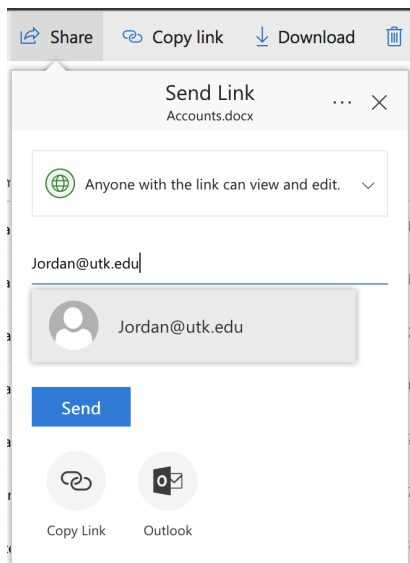 Share Copy link Download
Send Link
Accounts.docx
Anyone with the link can view and edit.
Jordan@utk.edu
Jordan@utk.edu
Send
Copy Link Outlook